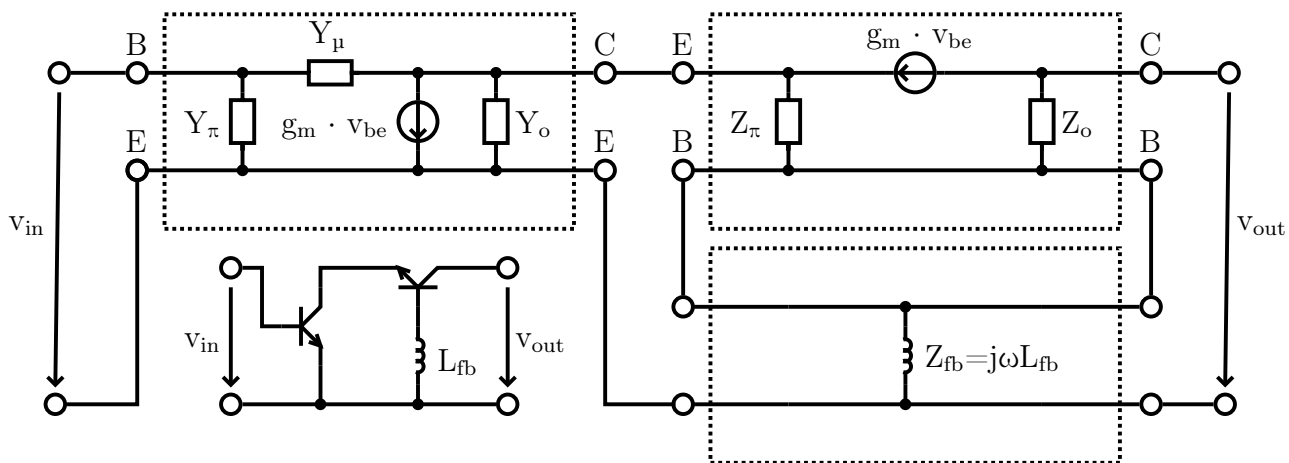 Yμ
gm · vbe
B
C
E
C
Yπ
gm · vbe
Yo
Zπ
Zo
E
E
B
B
vin
vout
vin
Lfb
vout
Zfb=jωLfb